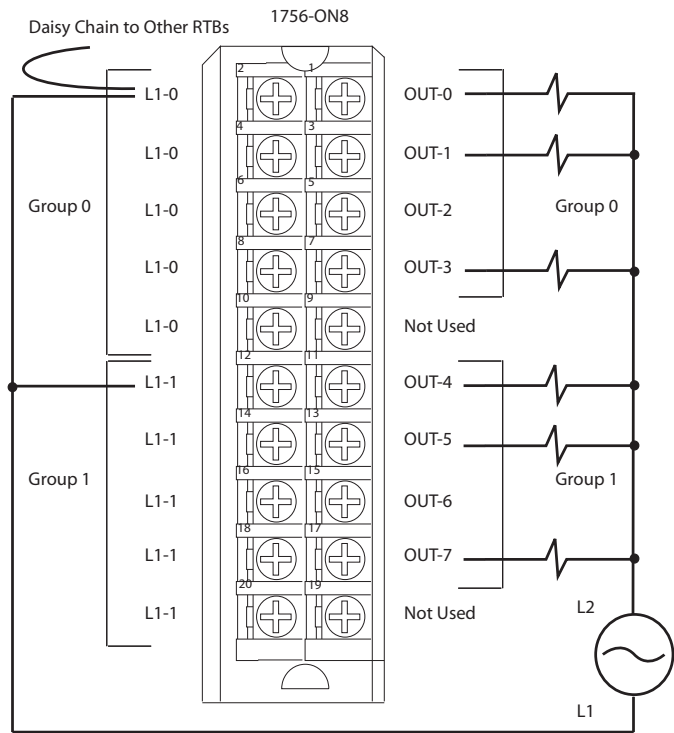 1756-ON8
Daisy Chain to Other RTBs
2 1
L1-0 OUT-0
4 3
L1-0 OUT-1
6 5
Group 0 L1-0 OUT-2 Group 0
8 7
L1-0 OUT-3
10 9
L1-0 Not Used
12 11
L1-1 OUT-4
14 13
L1-1 OUT-5
16 15
Group 1 L1-1 OUT-6 Group 1
18 17
L1-1 OUT-7
20 19
L1-1 Not Used
L2
L1